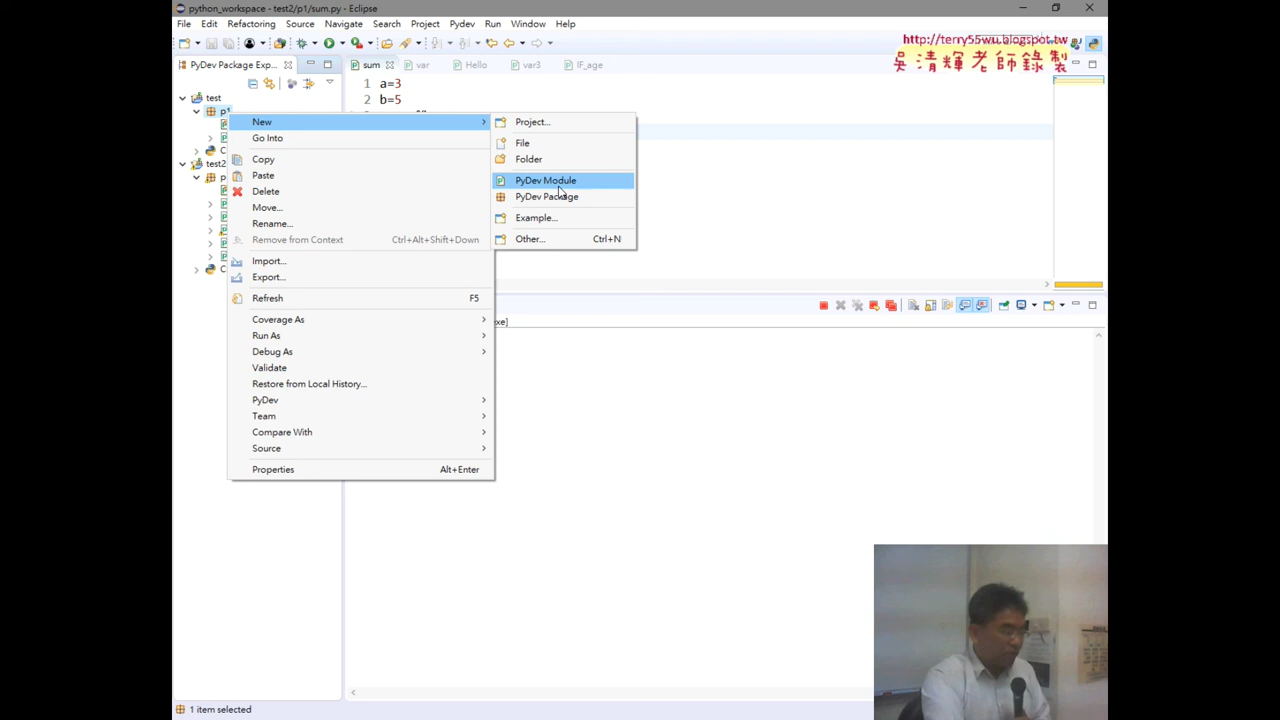 python_workspace - test2/p1/sum.py - Eclipse
File Edit Refactoring Source Navigate Search Project Pydev Run Window Help
http://terry55wu.blogspot.tw
吳清輝老師錄製
PyDev Package Exp...
sum var Hello var3 IF_age
test
p1
test2
1 a=3
2 b=5
New
Go Into
Copy
Paste
Delete
Move...
Rename...
Remove from Context Ctrl+Alt+Shift+Down
Import...
Export...
Refresh F5
Coverage As
Run As
Debug As
Validate
Restore from Local History...
PyDev
Team
Compare With
Source
Properties Alt+Enter
Project...
File
Folder
PyDev Module
PyDev Package
Example...
Other... Ctrl+N
xe]
1 item selected